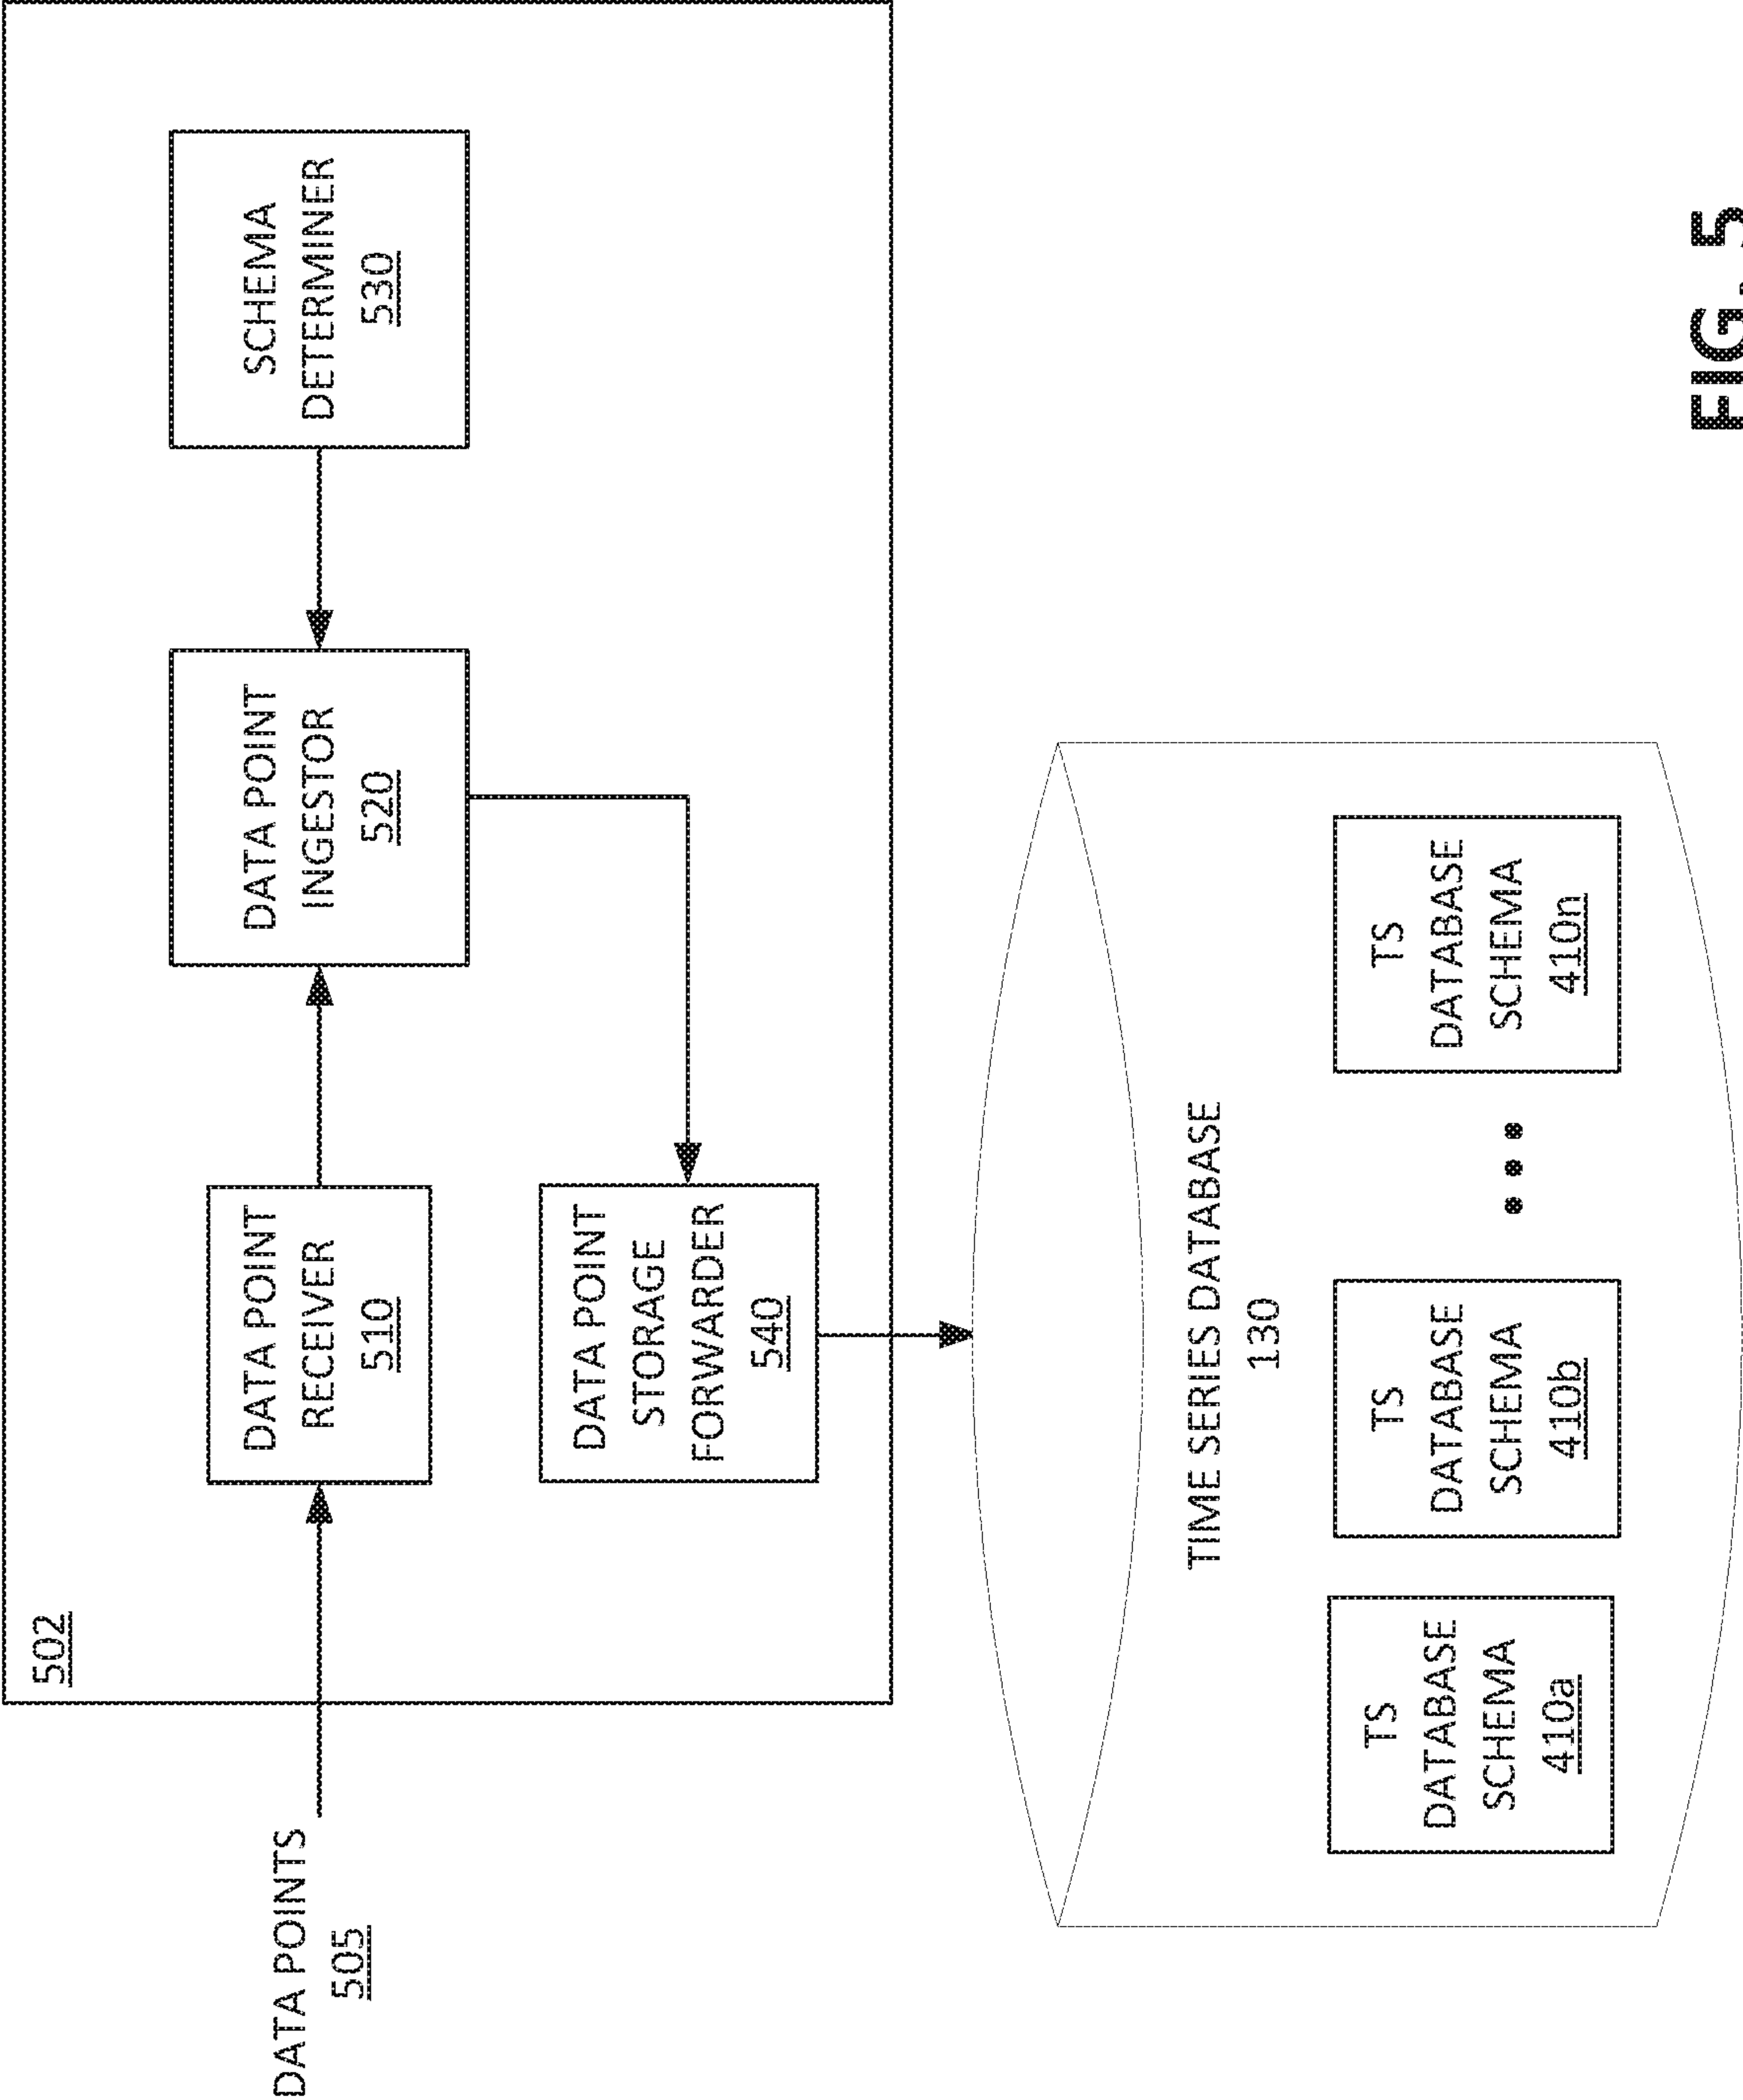 502
DATA POINTS
505
DATA POINT
RECEIVER
510
DATA POINT
INGESTOR
520
SCHEMA
DETERMINER
530
DATA POINT
STORAGE
FORWARDER
540
TIME SERIES DATABASE
130
TS
DATABASE
SCHEMA
410a
TS
DATABASE
SCHEMA
410b
TS
DATABASE
SCHEMA
410n
FIG. 5